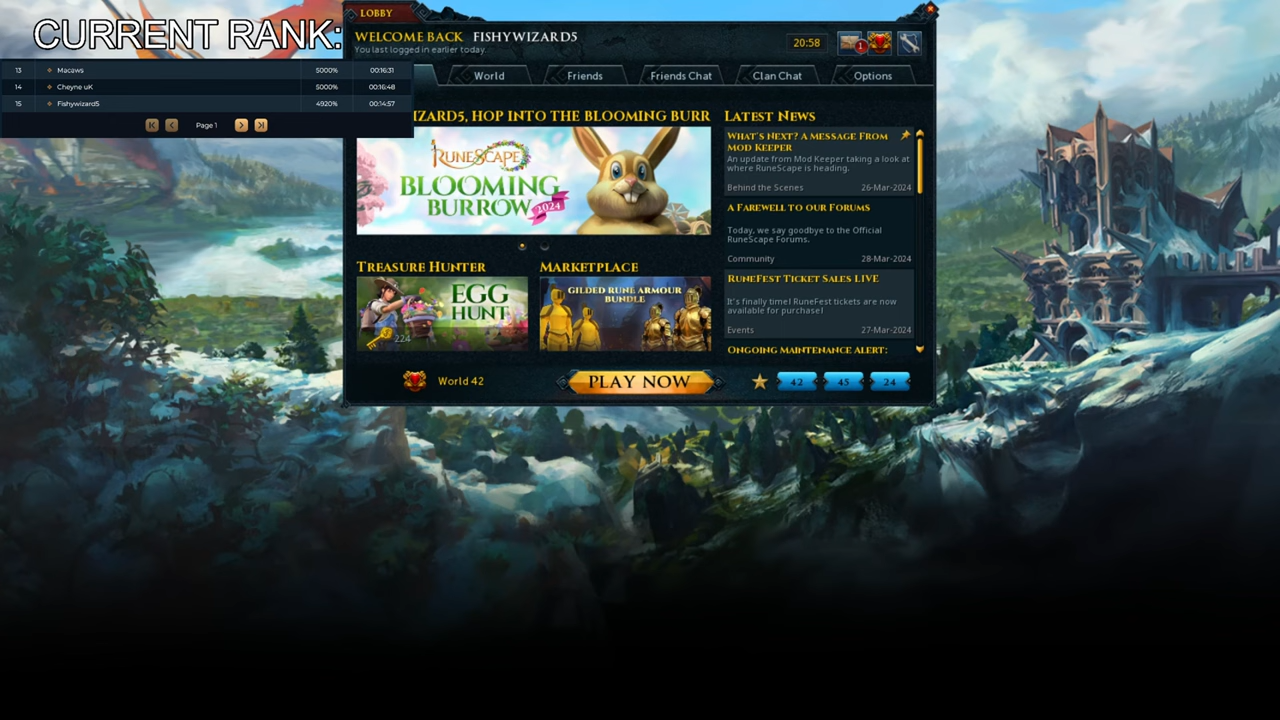 CURRENT RANK:
13 Macaws 5000% 00:16:31
14 Cheyne uK 5000% 00:16:48
15 Fishywizard5 4920% 00:14:57
Page 1
LOBBY
WELCOME BACK FISHYWIZARD5
You last logged in earlier today.
20:58
1
World
Friends
Friends Chat
Clan Chat
Options
IZARD5, HOP INTO THE BLOOMING BURR
RUNESCAPE
BLOOMING
BURROW
2024
TREASURE HUNTER
EGG
HUNT
224
MARKETPLACE
GILDED RUNE ARMOUR
BUNDLE
LATEST NEWS
WHAT'S NEXT? A MESSAGE FROM
MOD KEEPER
An update from Mod Keeper taking a look at
where RuneScape is heading.
Behind the Scenes 26-Mar-2024
A FAREWELL TO OUR FORUMS
Today, we say goodbye to the Official
RuneScape Forums.
Community 28-Mar-2024
RUNEFEST TICKET SALES LIVE
It's finally time! RuneFest tickets are now
available for purchase!
Events 27-Mar-2024
ONGOING MAINTENANCE ALERT:
World 42
PLAY NOW
42
45
24